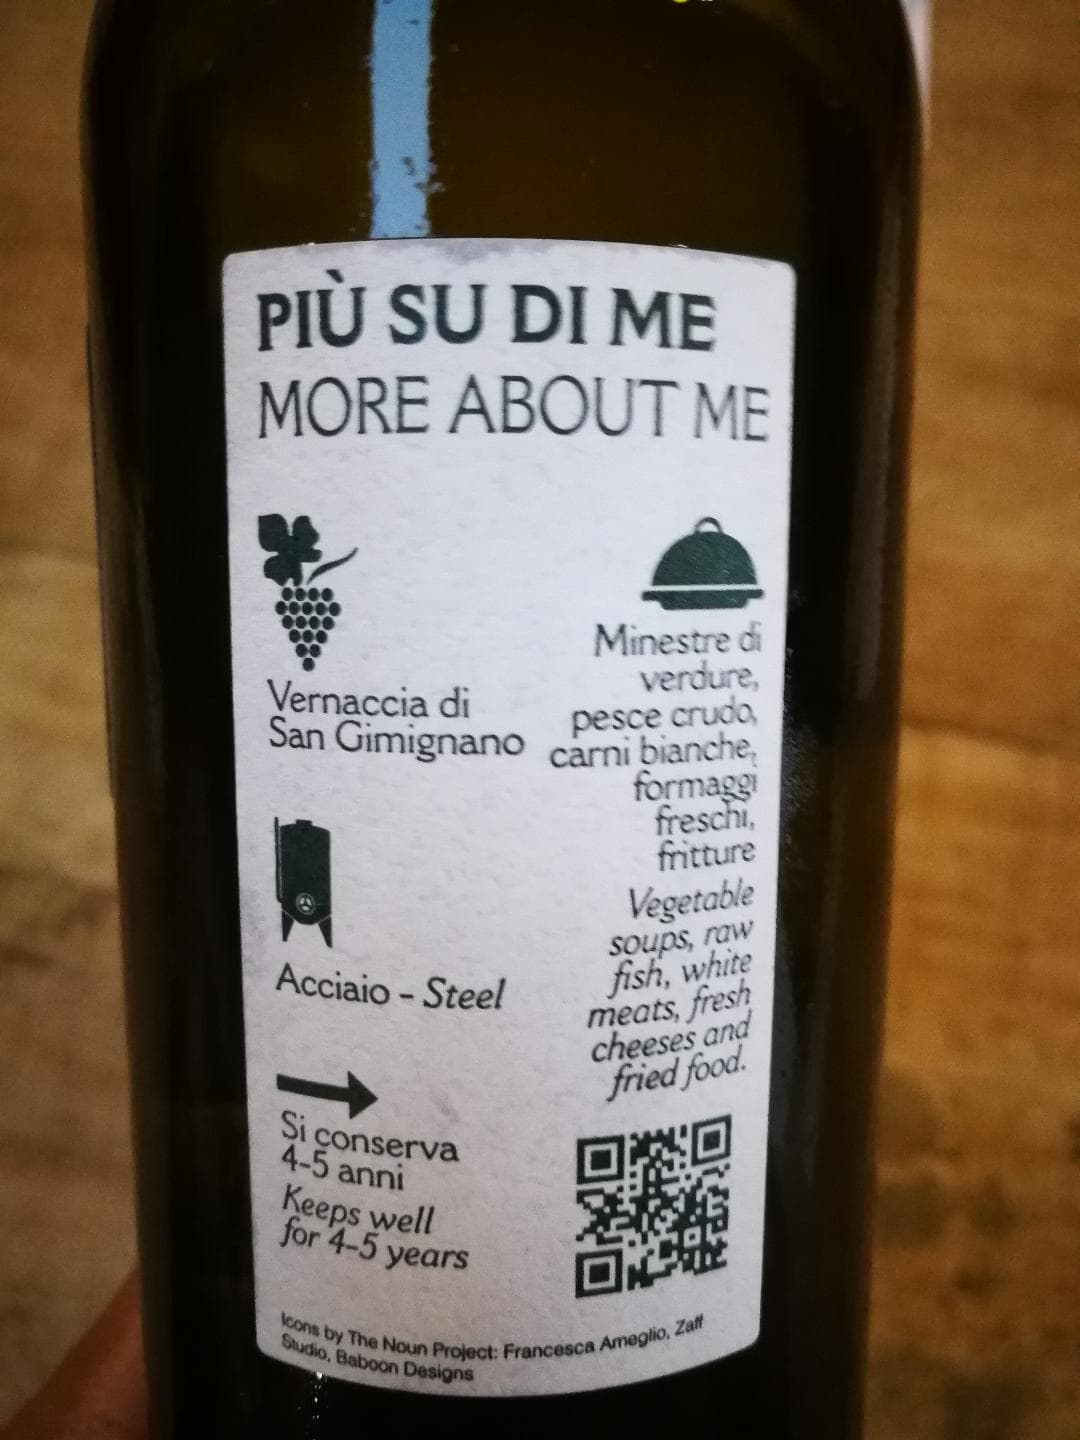 PIÙ SU DI ME
MORE ABOUT ME
Vernaccia di
San Gimignano
Acciaio - Steel
Si conserva
4-5 anni
Keeps well
for 4-5 years
Minestre di
verdure,
pesce crudo,
carni bianche,
formaggi
freschi,
fritture
Vegetable
soups, raw
fish, white
meats, fresh
cheeses and
fried food.
Icons by The Noun Project: Francesca Ameglio, Zaff
Studio, Baboon Designs